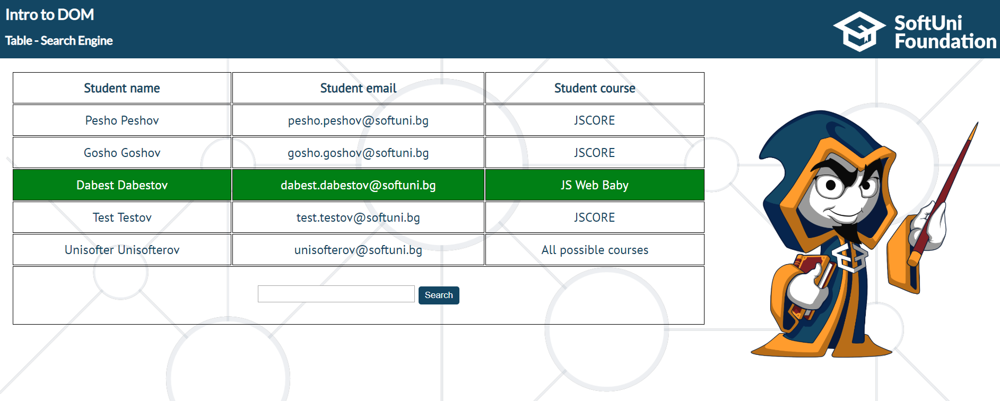 Intro to DOM
Table - Search Engine
SoftUni
Foundation
Student name Student email Student course
Pesho Peshov pesho.peshov@softuni.bg JSCORE
Gosho Goshov gosho.goshov@softuni.bg JSCORE
Dabest Dabestov dabest.dabestov@softuni.bg JS Web Baby
Test Testov test.testov@softuni.bg JSCORE
Unisofter Unisofterov unisofterov@softuni.bg All possible courses
Search